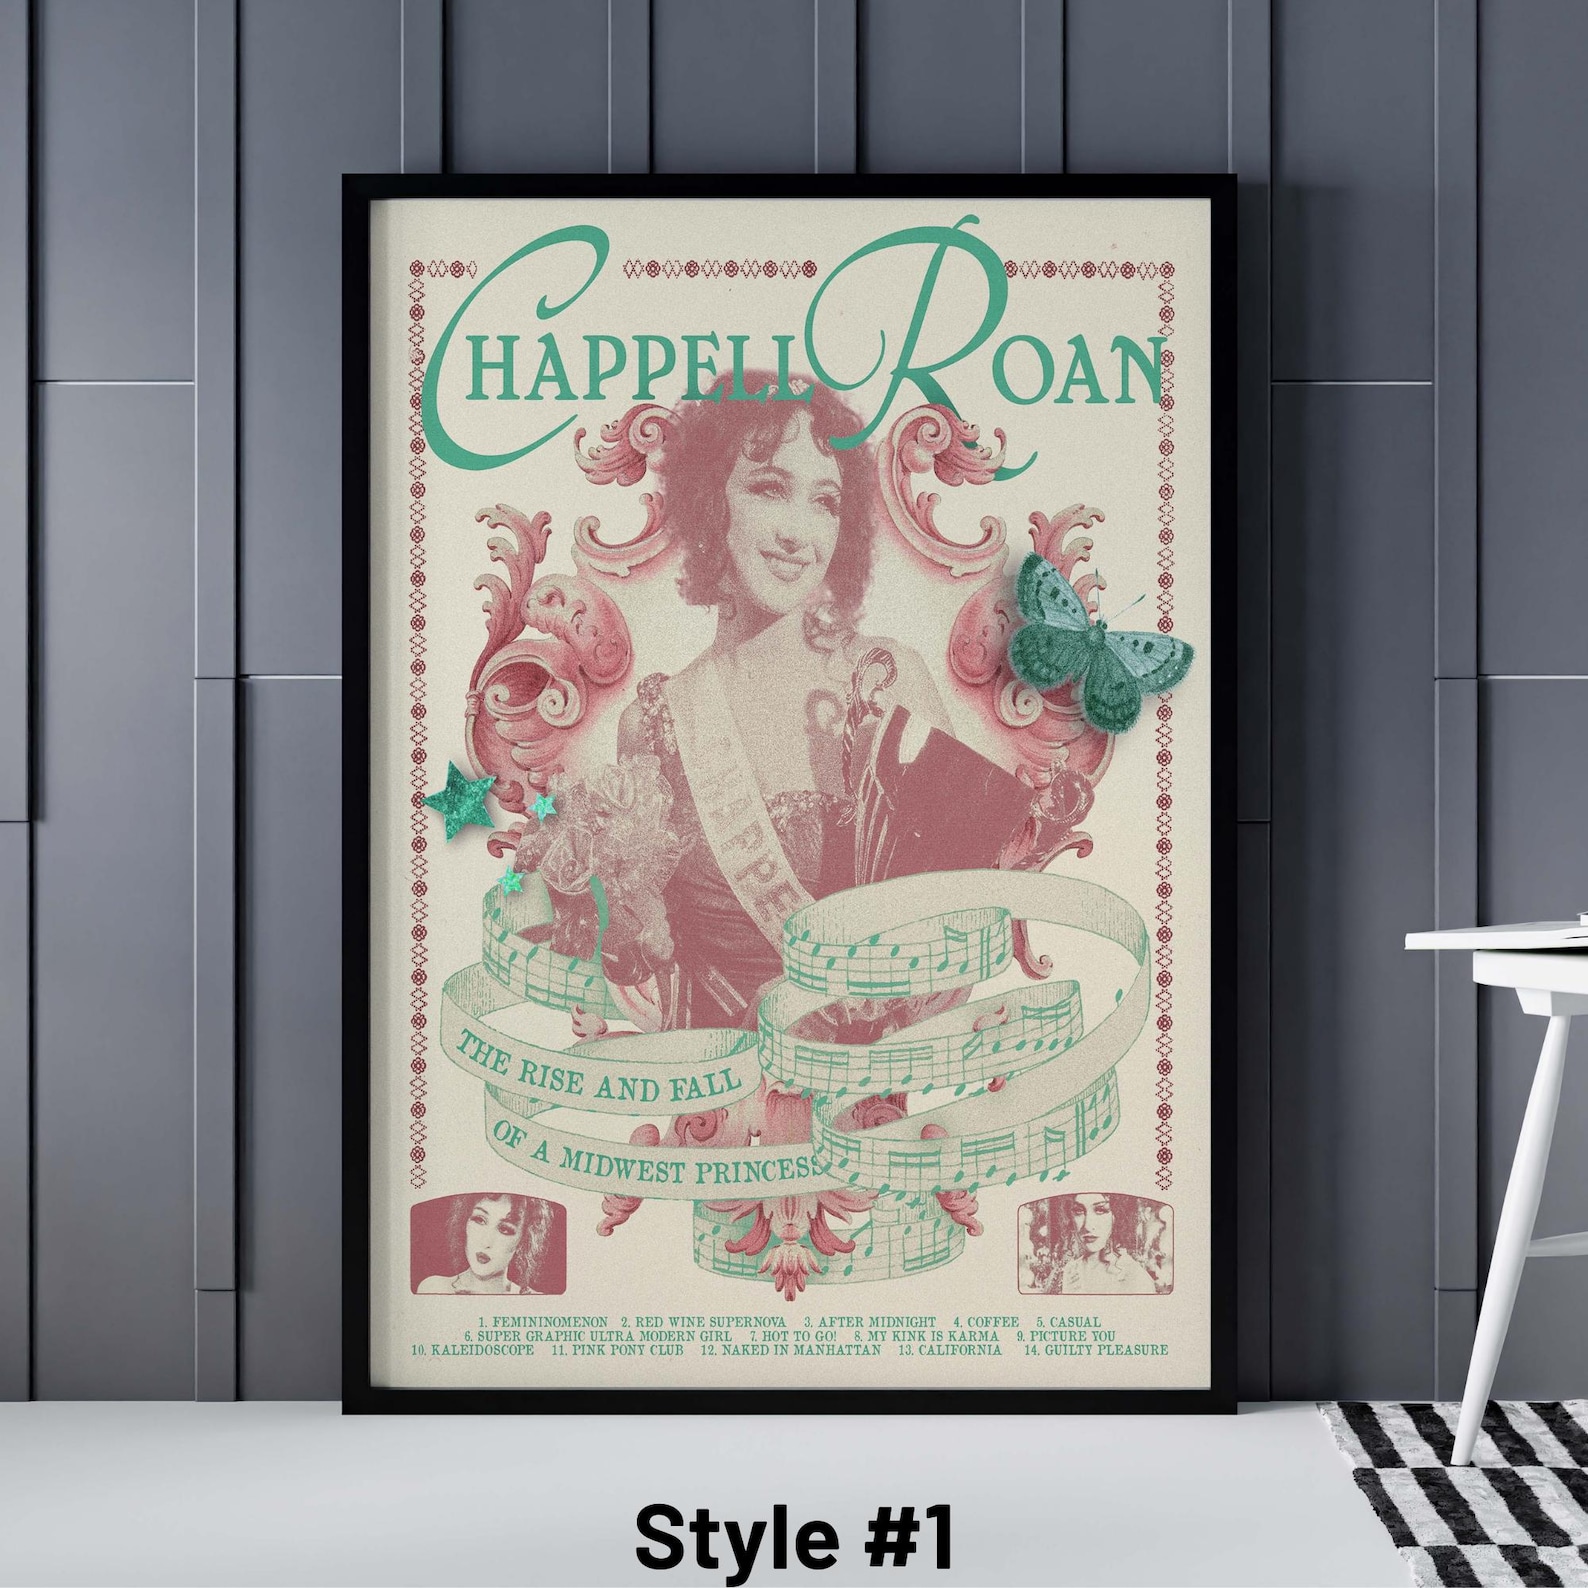 CHAPPELL ROAN
THE RISE AND FALL
OF A MIDWEST PRINCESS
1. FEMININOMENON 2. RED WINE SUPERNOVA 3. AFTER MIDNIGHT 4. COFFEE 5. CASUAL
6. SUPER GRAPHIC ULTRA MODERN GIRL 7. HOT TO GO! 8. MY KINK IS KARMA 9. PICTURE YOU
10. KALEIDOSCOPE 11. PINK PONY CLUB 12. NAKED IN MANHATTAN 13. CALIFORNIA 14. GUILTY PLEASURE
Style #1